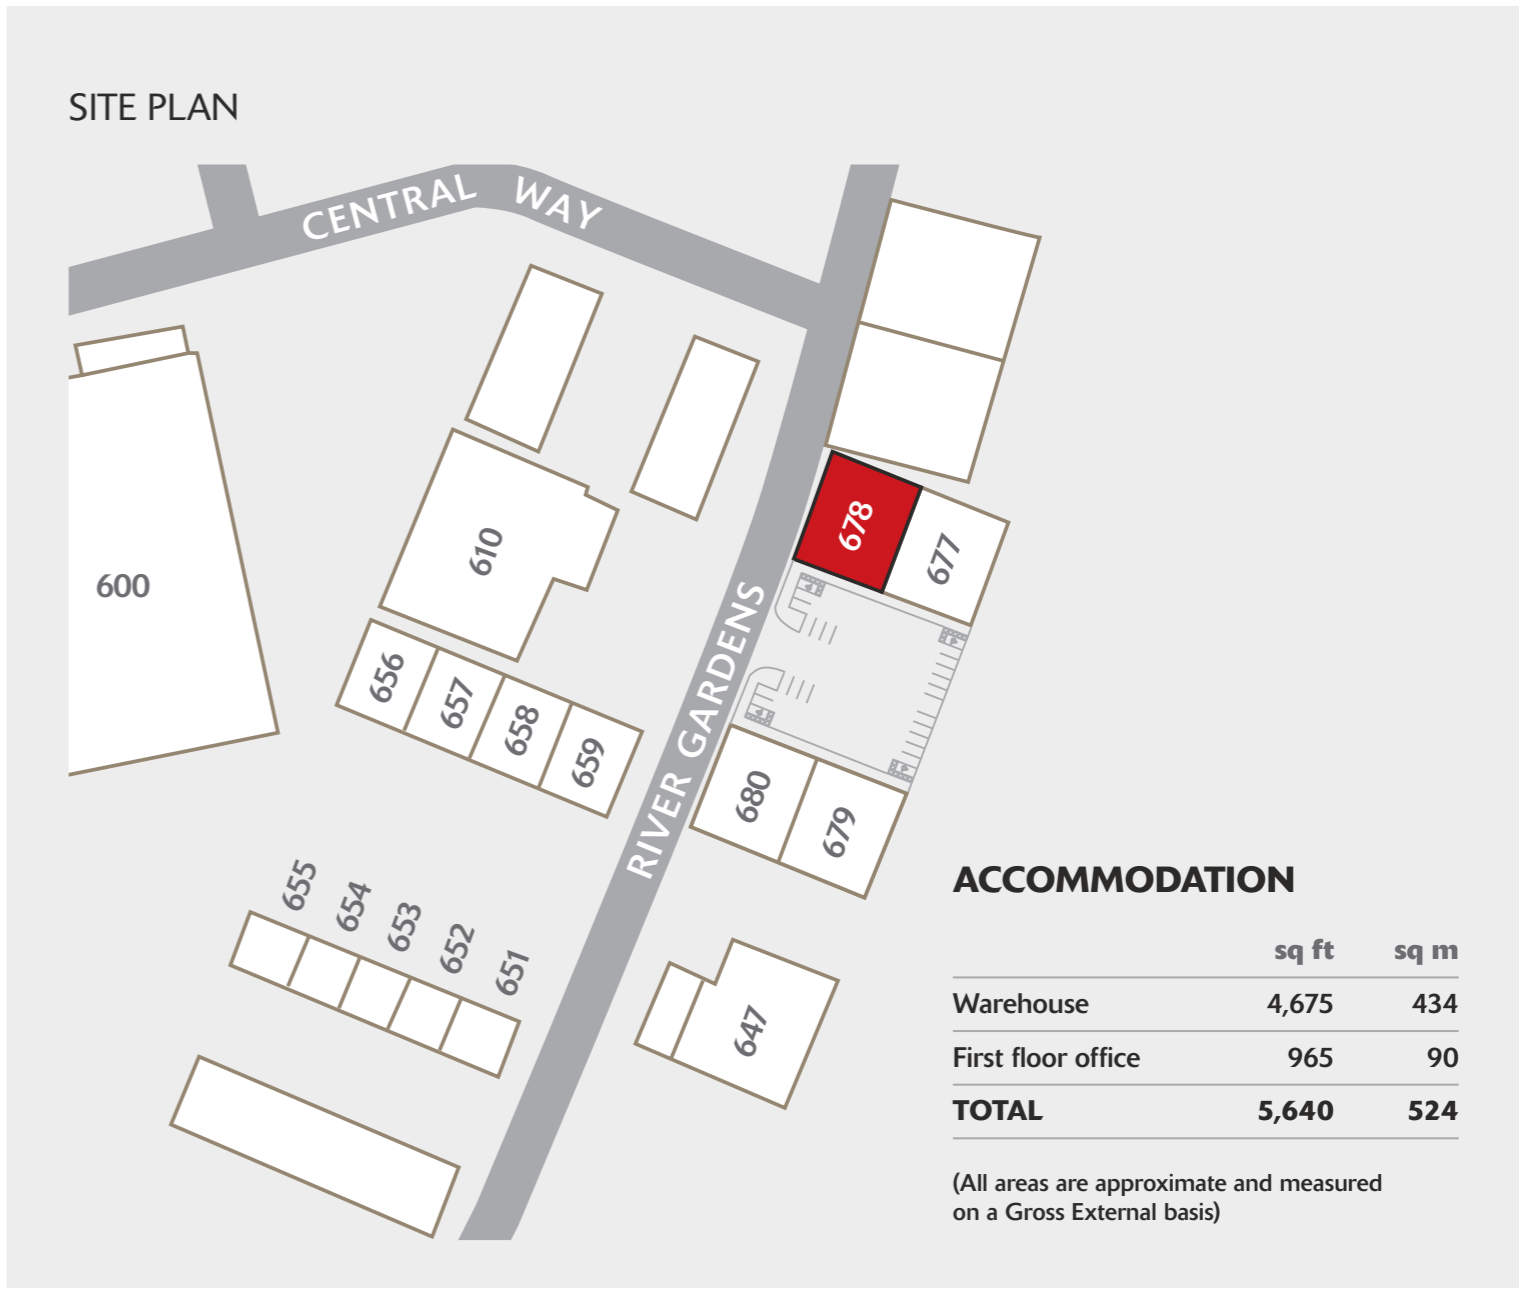 SITE PLAN
CENTRAL WAY
600
610
678
677
656
657
658
659
RIVER GARDENS
680
679
655
654
653
652
651
647
ACCOMMODATION
sq ft sq m
Warehouse 4,675 434
First floor office 965 90
TOTAL 5,640 524
(All areas are approximate and measured
on a Gross External basis)